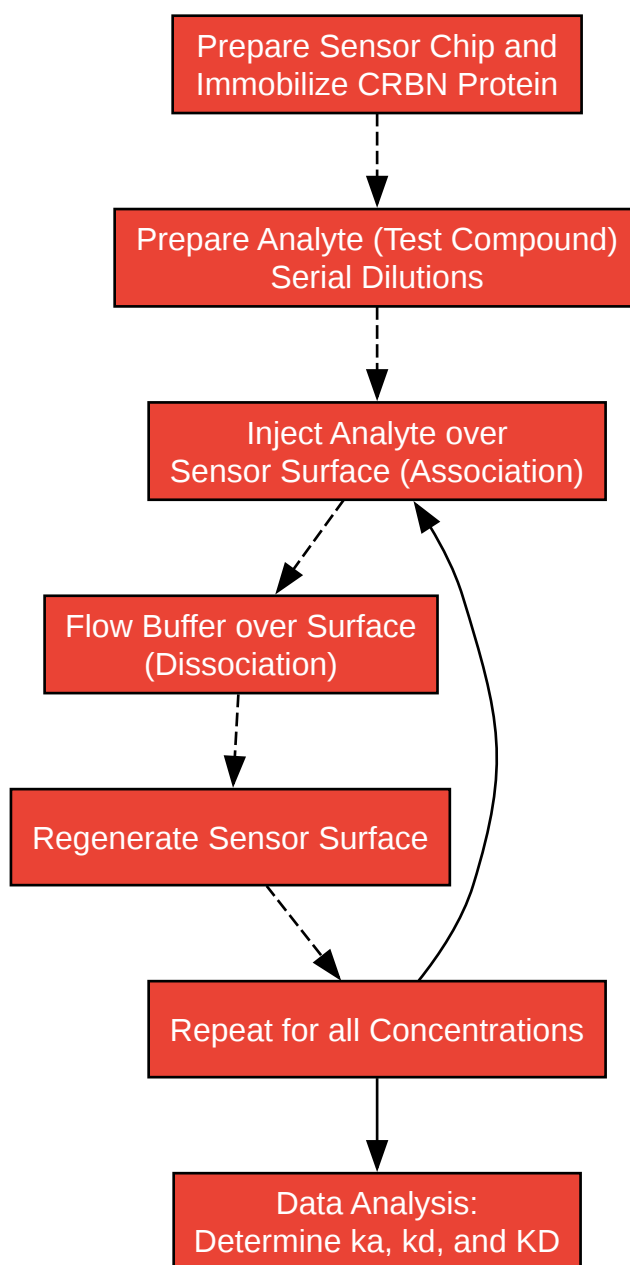 Prepare Sensor Chip and
Immobilize CRBN Protein
Prepare Analyte (Test Compound)
Serial Dilutions
Inject Analyte over
Sensor Surface (Association)
Flow Buffer over Surface
(Dissociation)
Regenerate Sensor Surface
Repeat for all Concentrations
Data Analysis:
Determine ka, kd, and KD